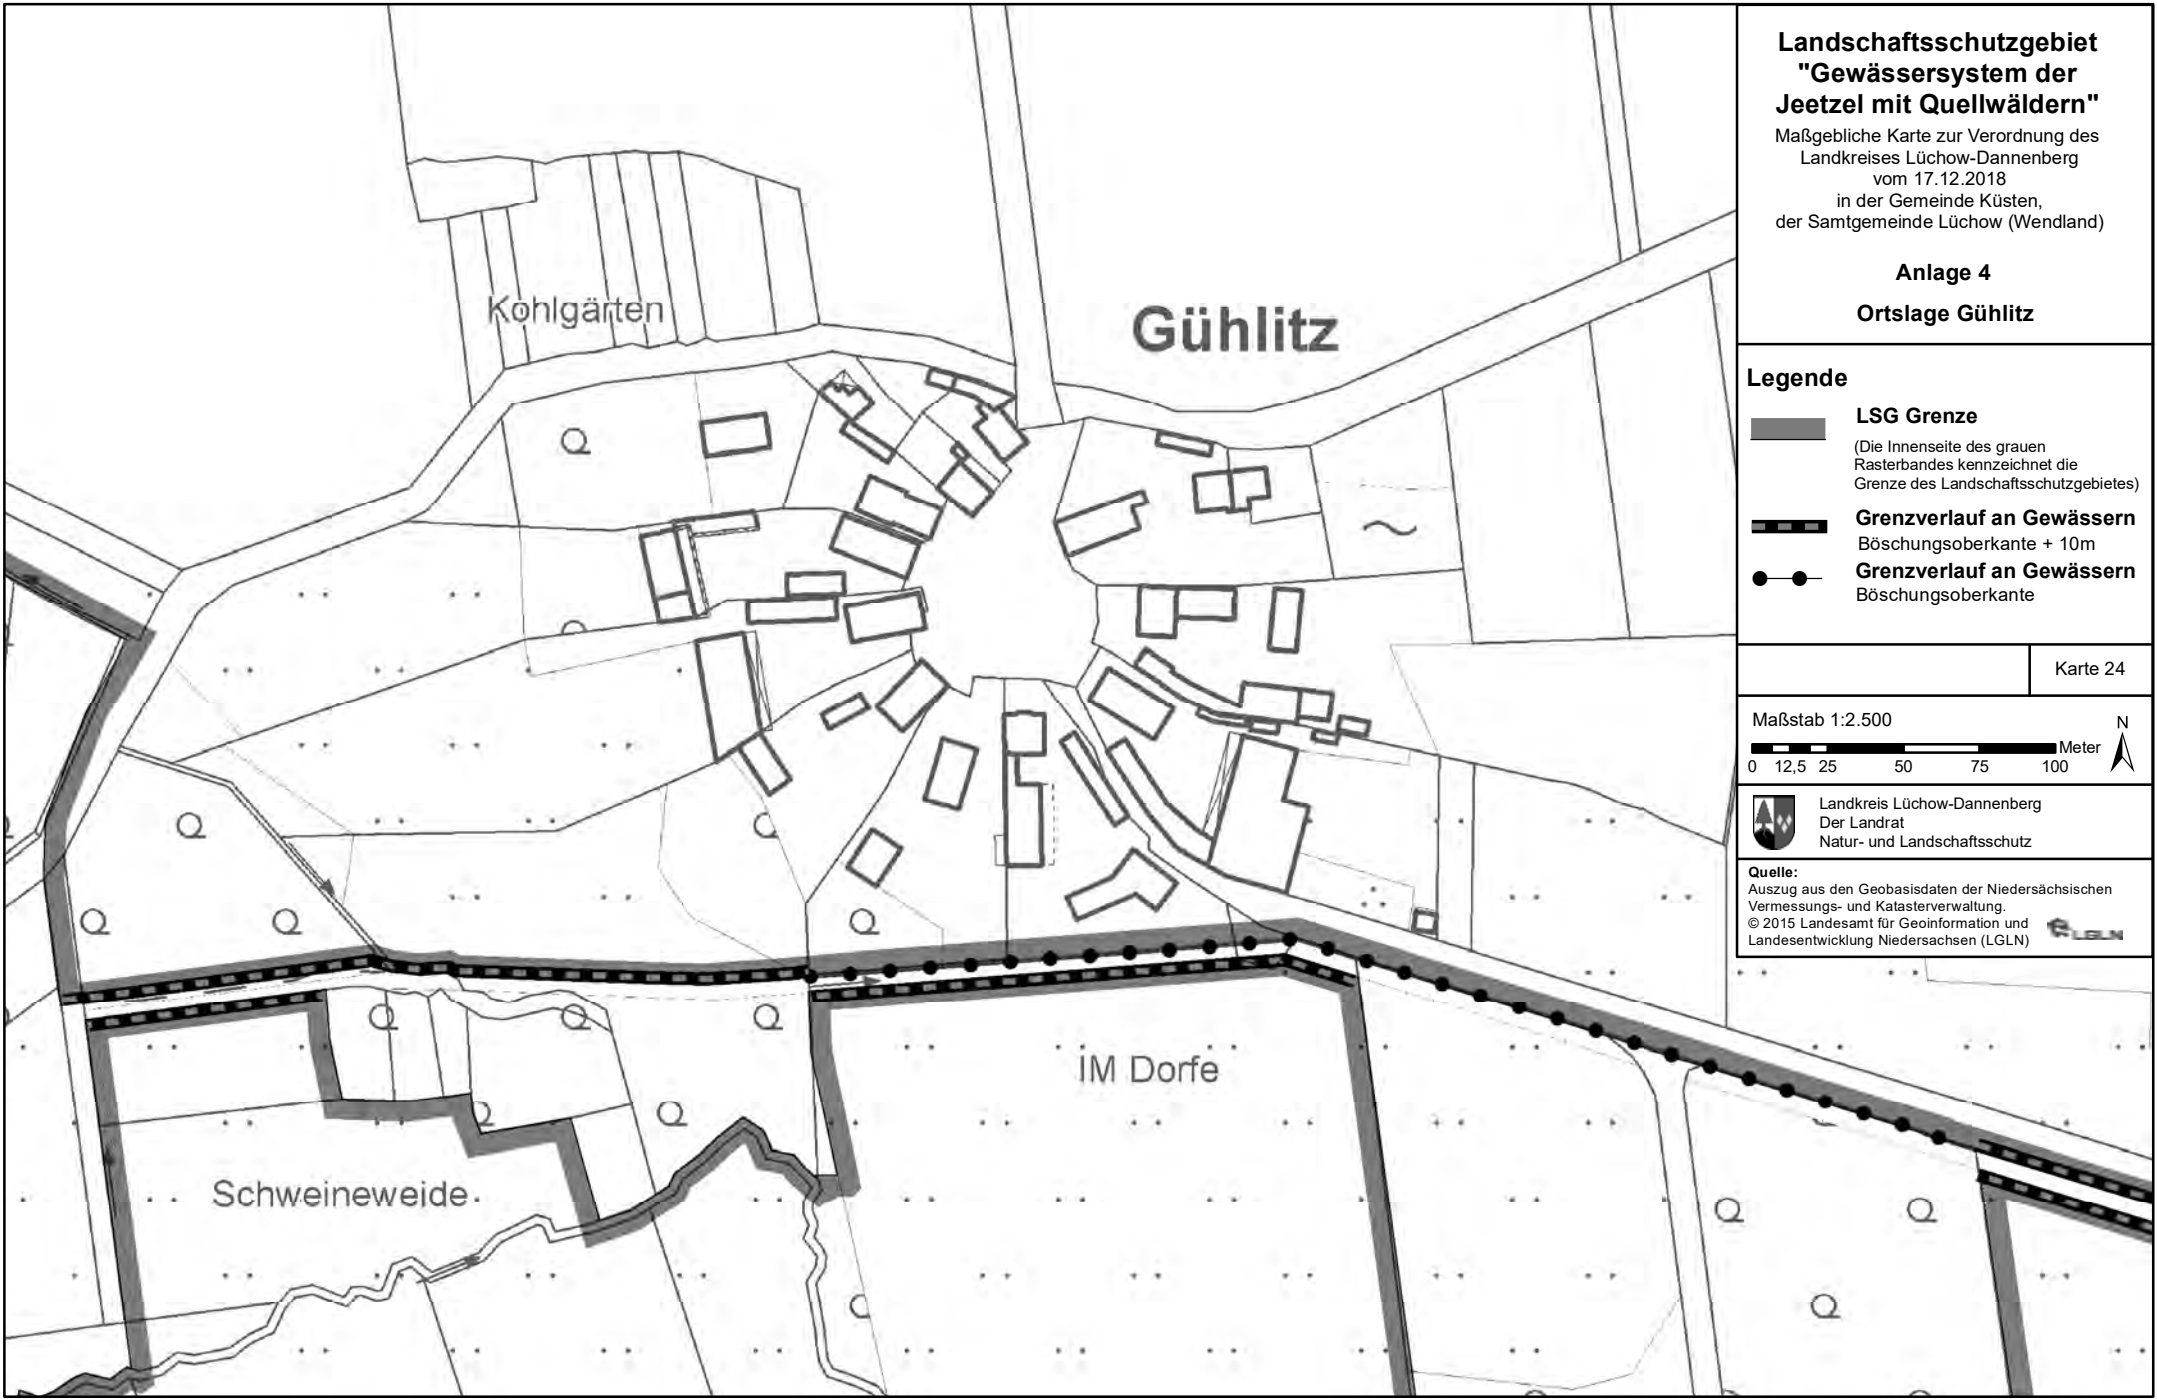 Kohlgärten
Gühlitz
IM Dorfe
Schweineweide
Landschaftsschutzgebiet
"Gewässersystem der
Jeetzel mit Quellwäldern"
Maßgebliche Karte zur Verordnung des
Landkreises Lüchow-Dannenberg
vom 17.12.2018
in der Gemeinde Küsten,
der Samtgemeinde Lüchow (Wendland)
Anlage 4
Ortslage Gühlitz
Legende
LSG Grenze
(Die Innenseite des grauen
Rasterbandes kennzeichnet die
Grenze des Landschaftsschutzgebietes)
Grenzverlauf an Gewässern
Böschungsoberkante + 10m
Grenzverlauf an Gewässern
Böschungsoberkante
Karte 24
Maßstab 1:2.500
N
Meter
0 12,5 25 50 75 100
Landkreis Lüchow-Dannenberg
Der Landrat
Natur- und Landschaftsschutz
Quelle:
Auszug aus den Geobasisdaten der Niedersächsischen
Vermessungs- und Katasterverwaltung.
© 2015 Landesamt für Geoinformation und
Landesentwicklung Niedersachsen (LGLN)
LGLN